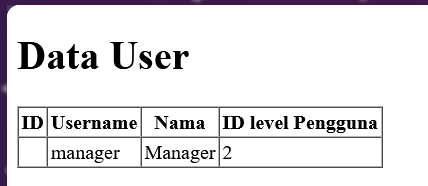 Data User
ID Username Nama ID level Pengguna
manager Manager 2